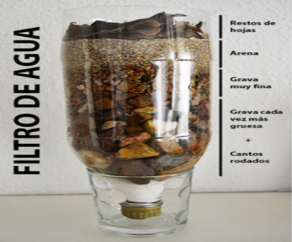 FILTRO DE AGUA
Restos de
hojas
Arena
Grava
muy fina
Grava cada
vez más
gruesa
+
Cantos
rodados